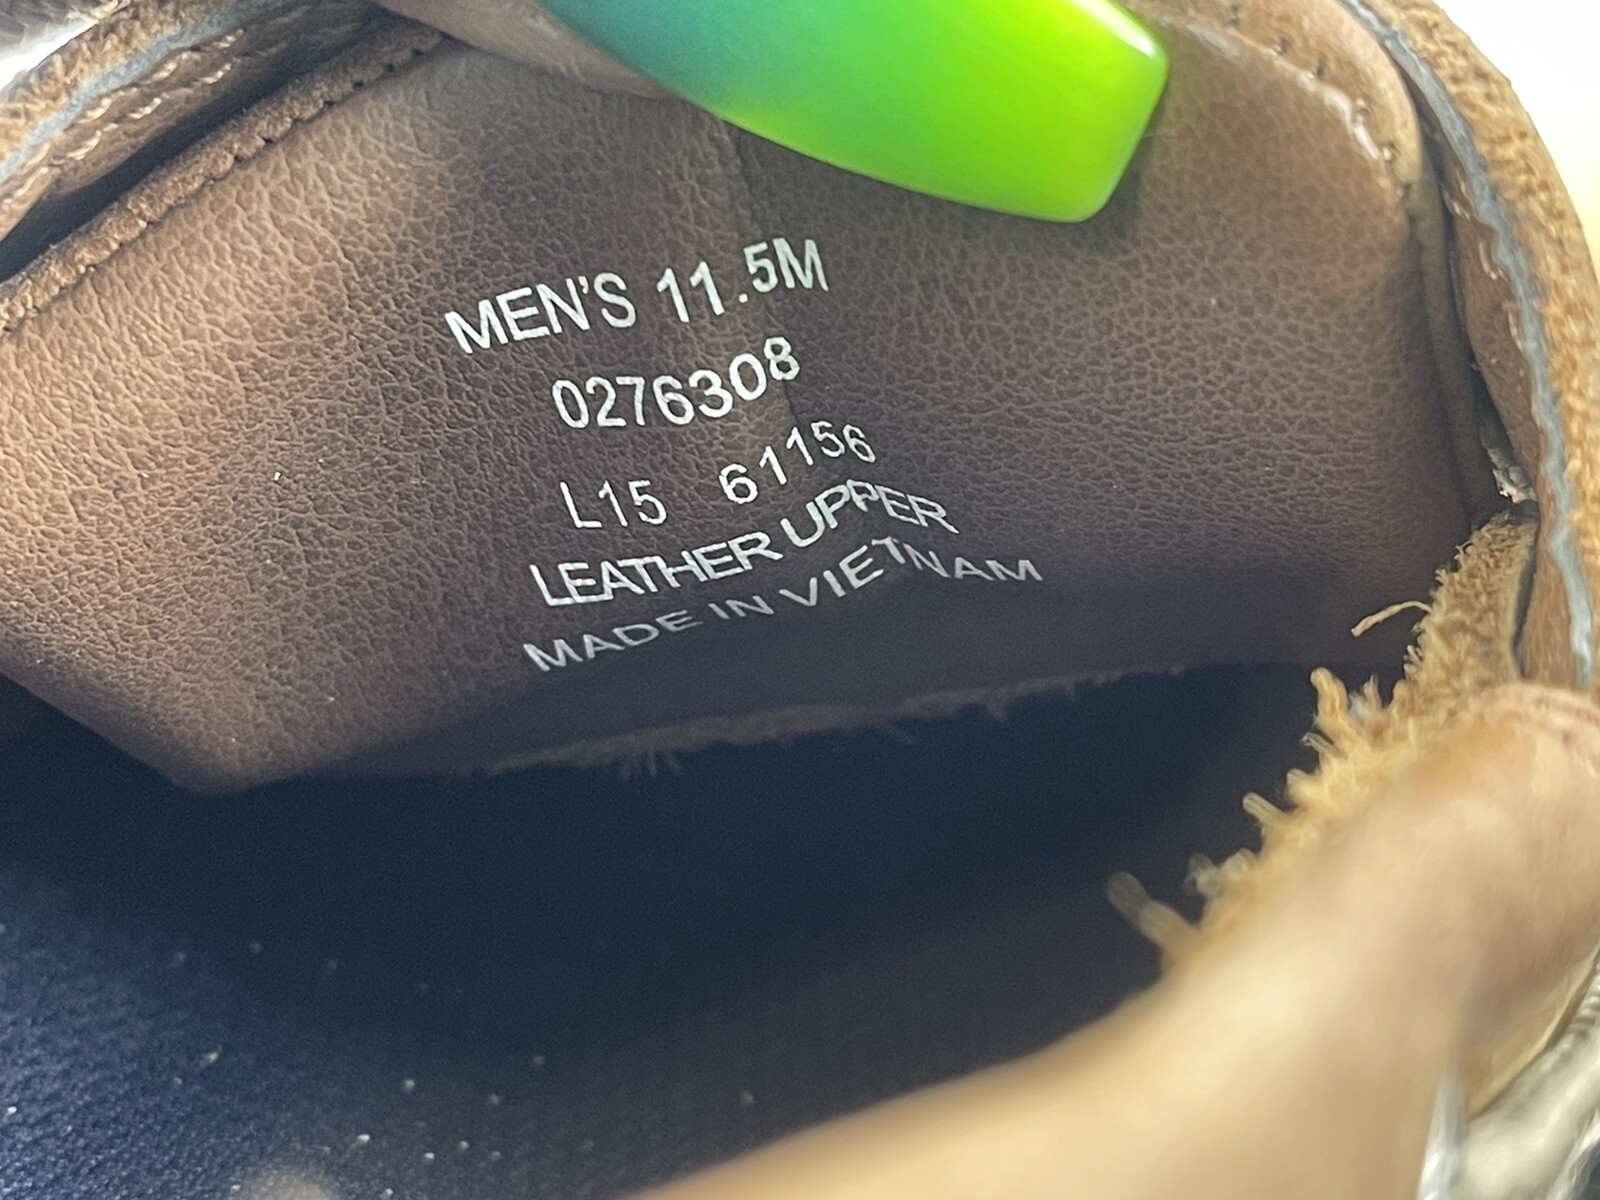 MEN'S 11.5M
0276308
L15 61156
LEATHER UPPER
MADE IN VIETNAM